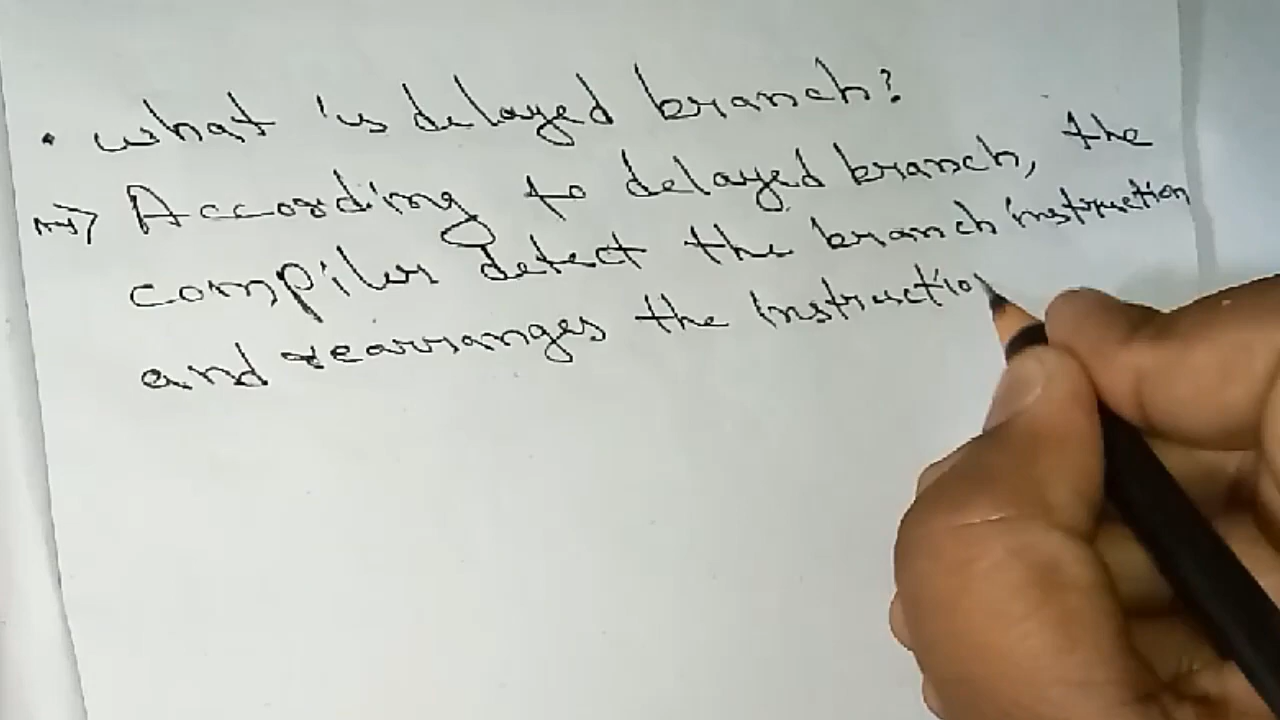 • What is delayed branch?
According to delayed branch, the
compiler detect the branch instruction
and rearranges the instructio